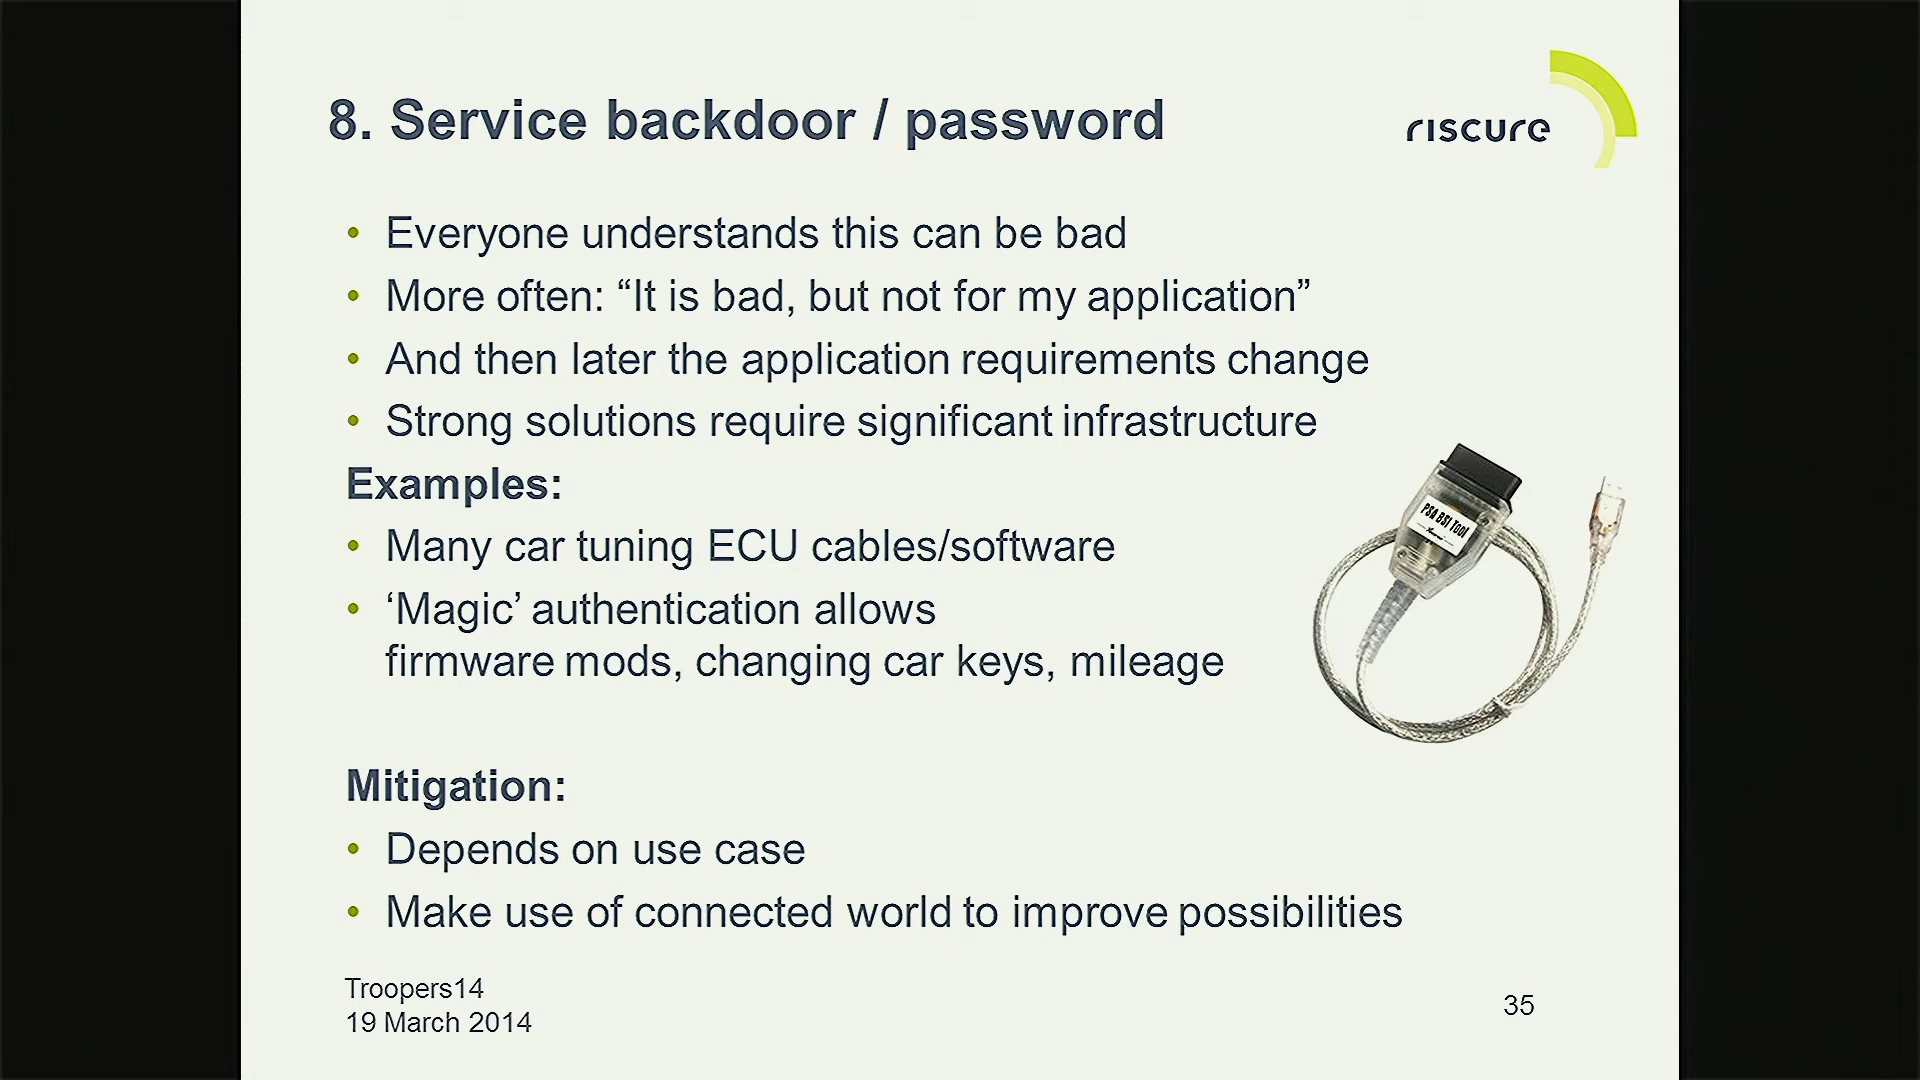 8. Service backdoor / password
riscure
• Everyone understands this can be bad
• More often: “It is bad, but not for my application”
• And then later the application requirements change
• Strong solutions require significant infrastructure
Examples:
• Many car tuning ECU cables/software
• ‘Magic’ authentication allows
firmware mods, changing car keys, mileage
PSA BSI Tool
Mitigation:
• Depends on use case
• Make use of connected world to improve possibilities
Troopers14
19 March 2014
35